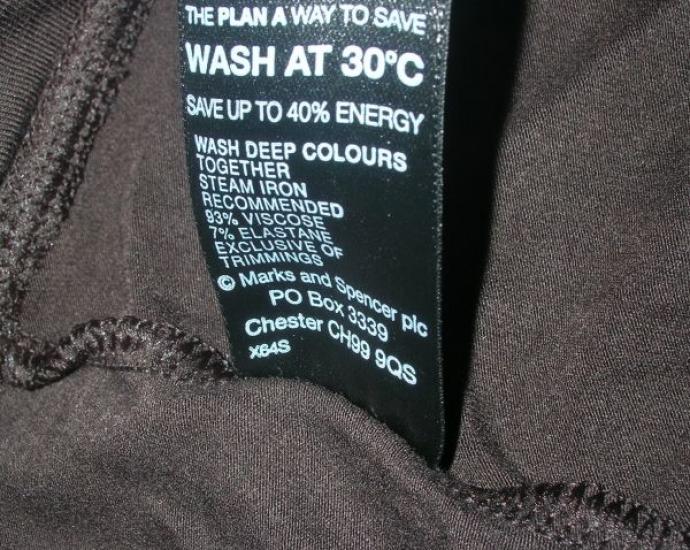 THE PLAN A WAY TO SAVE
WASH AT 30°C
SAVE UP TO 40% ENERGY
WASH DEEP COLOURS
TOGETHER
STEAM IRON
RECOMMENDED
93% VISCOSE
7% ELASTANE
EXCLUSIVE OF
TRIMMINGS
© Marks and Spencer plc
PO Box 3339
Chester CH99 9QS
X64S